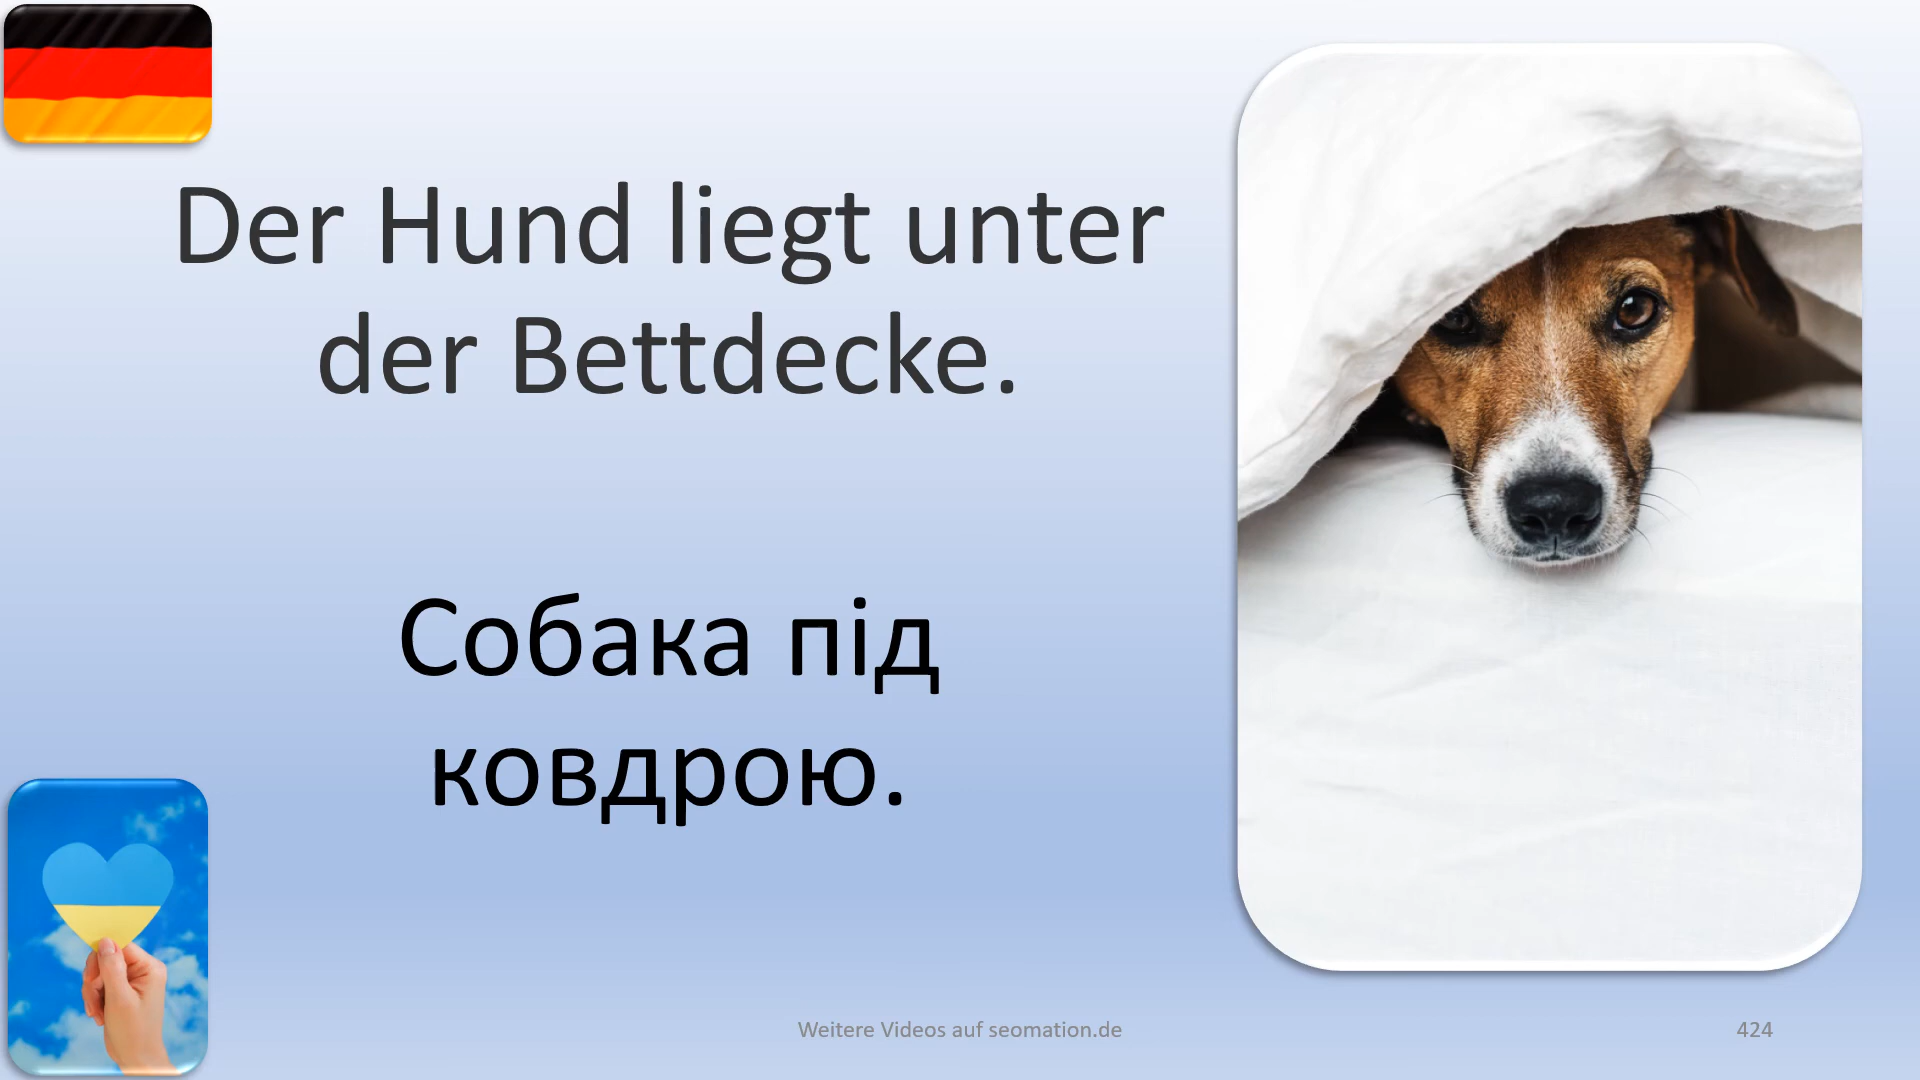 Der Hund liegt unter
der Bettdecke.
Собака під
ковдрою.
Weitere Videos auf seomation.de
424